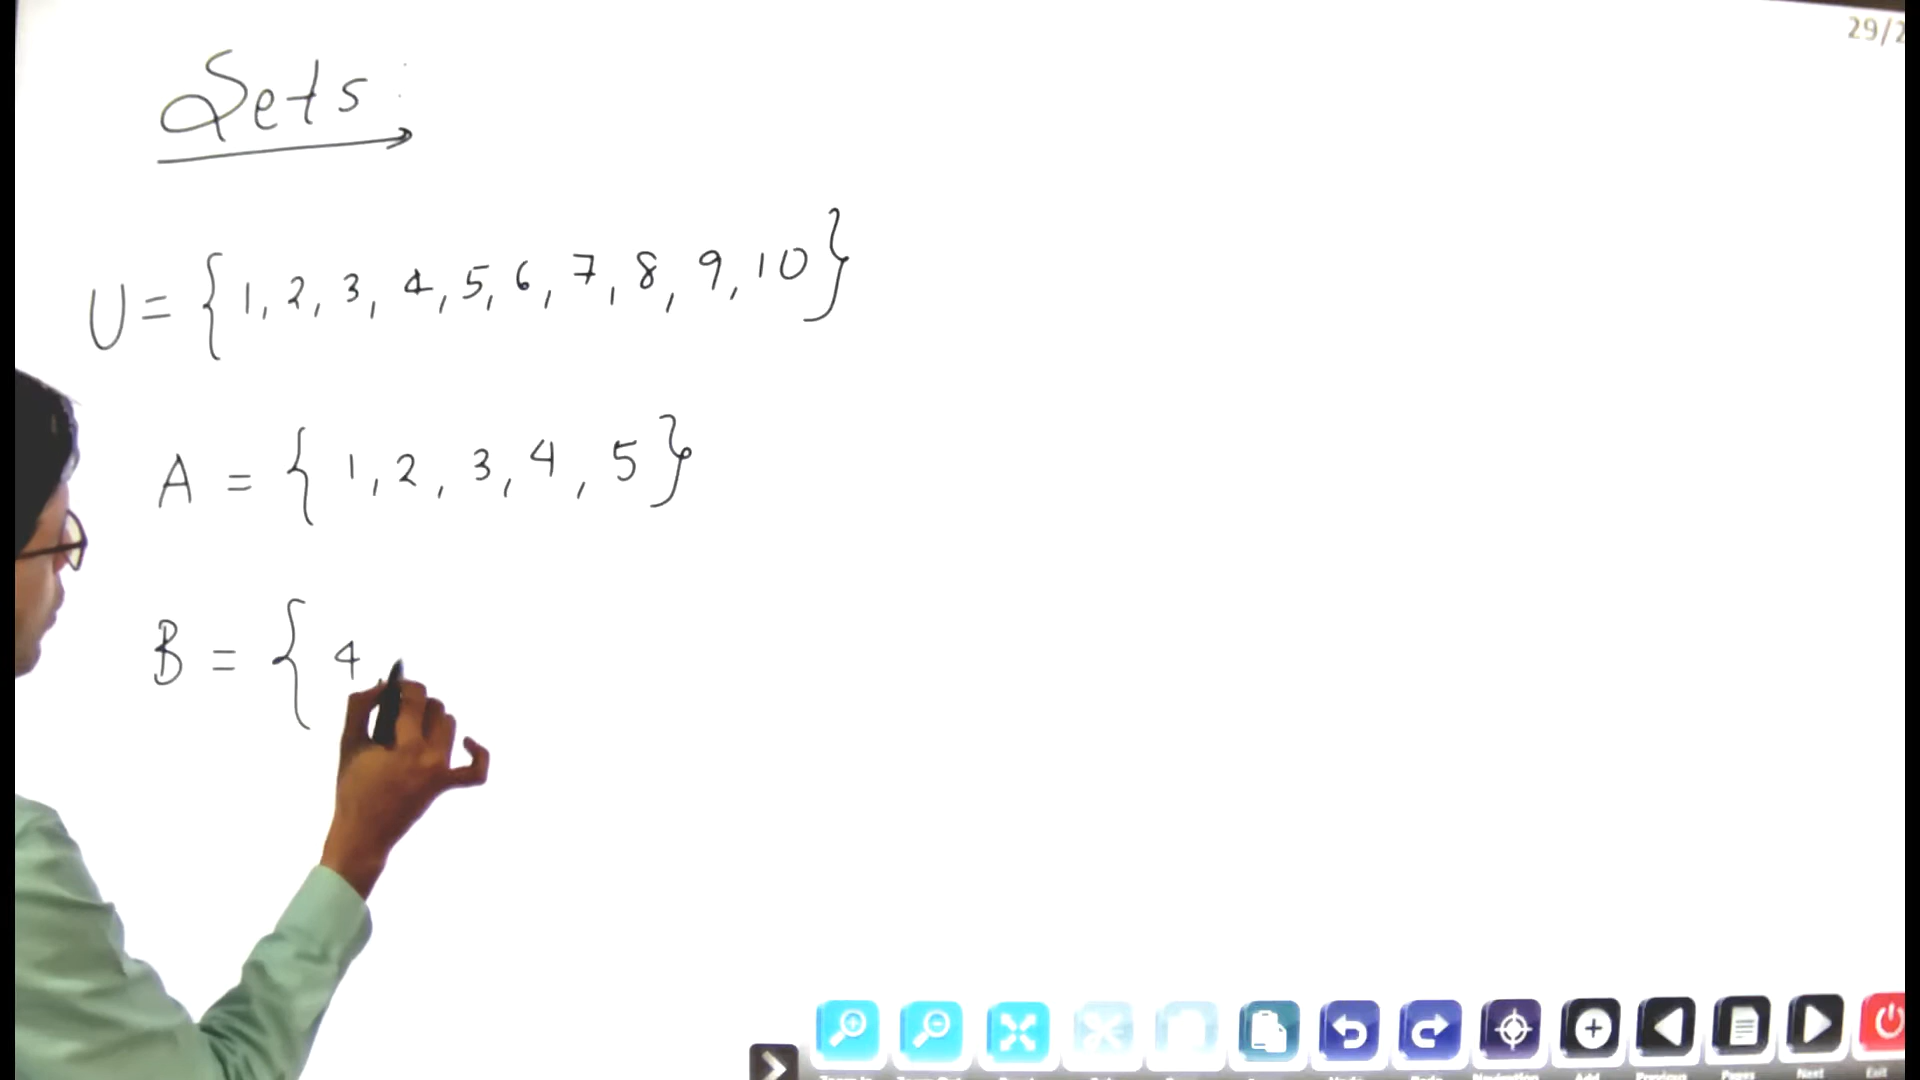 29/2
Sets:
U = {1, 2, 3, 4, 5, 6, 7, 8, 9, 10}
A = {1, 2, 3, 4, 5}
B = {4,
Exit